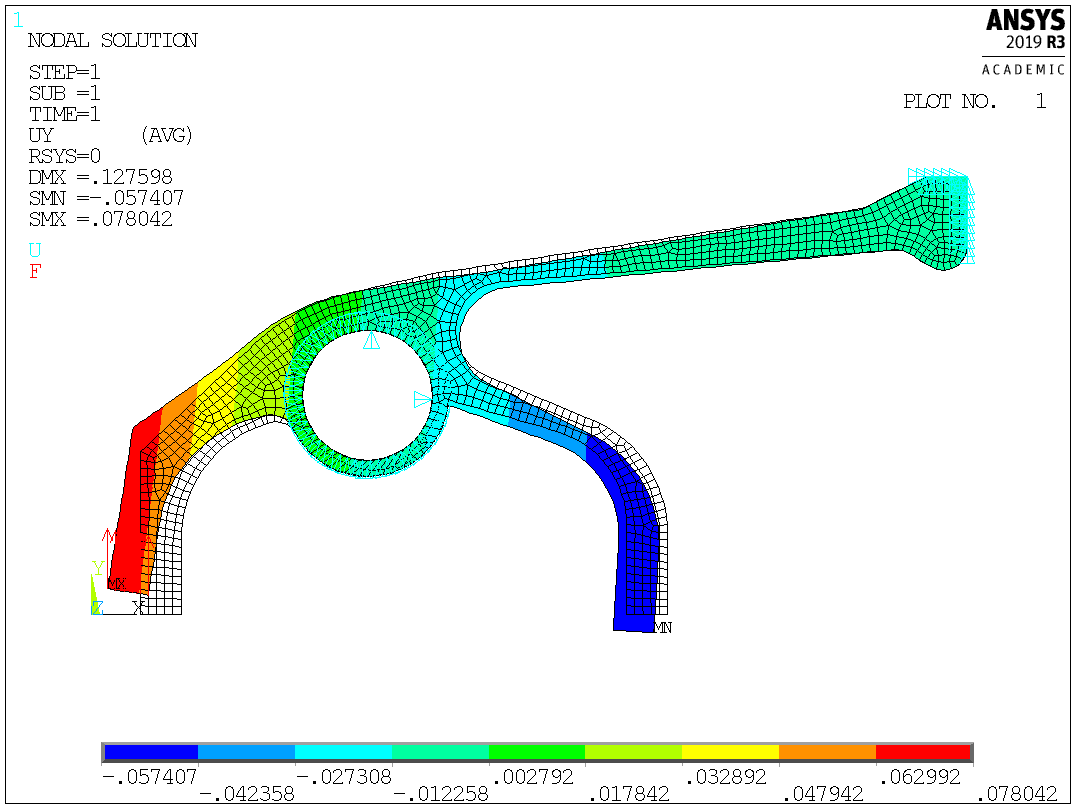 1
NODAL SOLUTION
STEP=1
SUB =1
TIME=1
UY (AVG)
RSYS=0
DMX =.127598
SMN =-.057407
SMX =.078042
U
F
ANSYS
2019 R3
ACADEMIC
PLOT NO. 1
MX
Y
Z X
MN
-.057407 -.027308 .002792 .032892 .062992
-.042358 -.012258 .017842 .047942 .078042